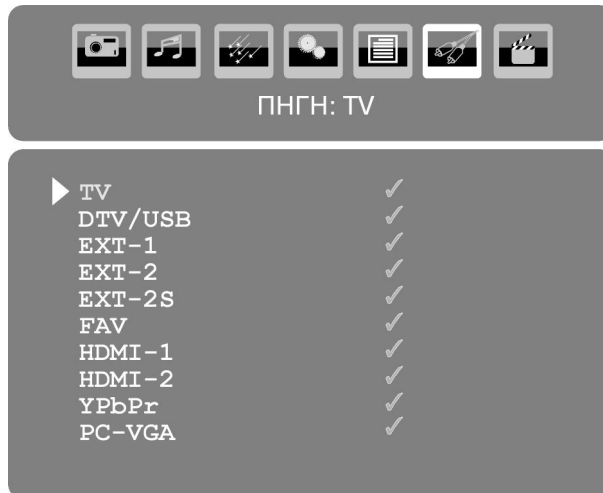 ΠΗΓΗ: TV
TV
DTV/USB
EXT-1
EXT-2
EXT-2S
FAV
HDMI-1
HDMI-2
YPbPr
PC-VGA